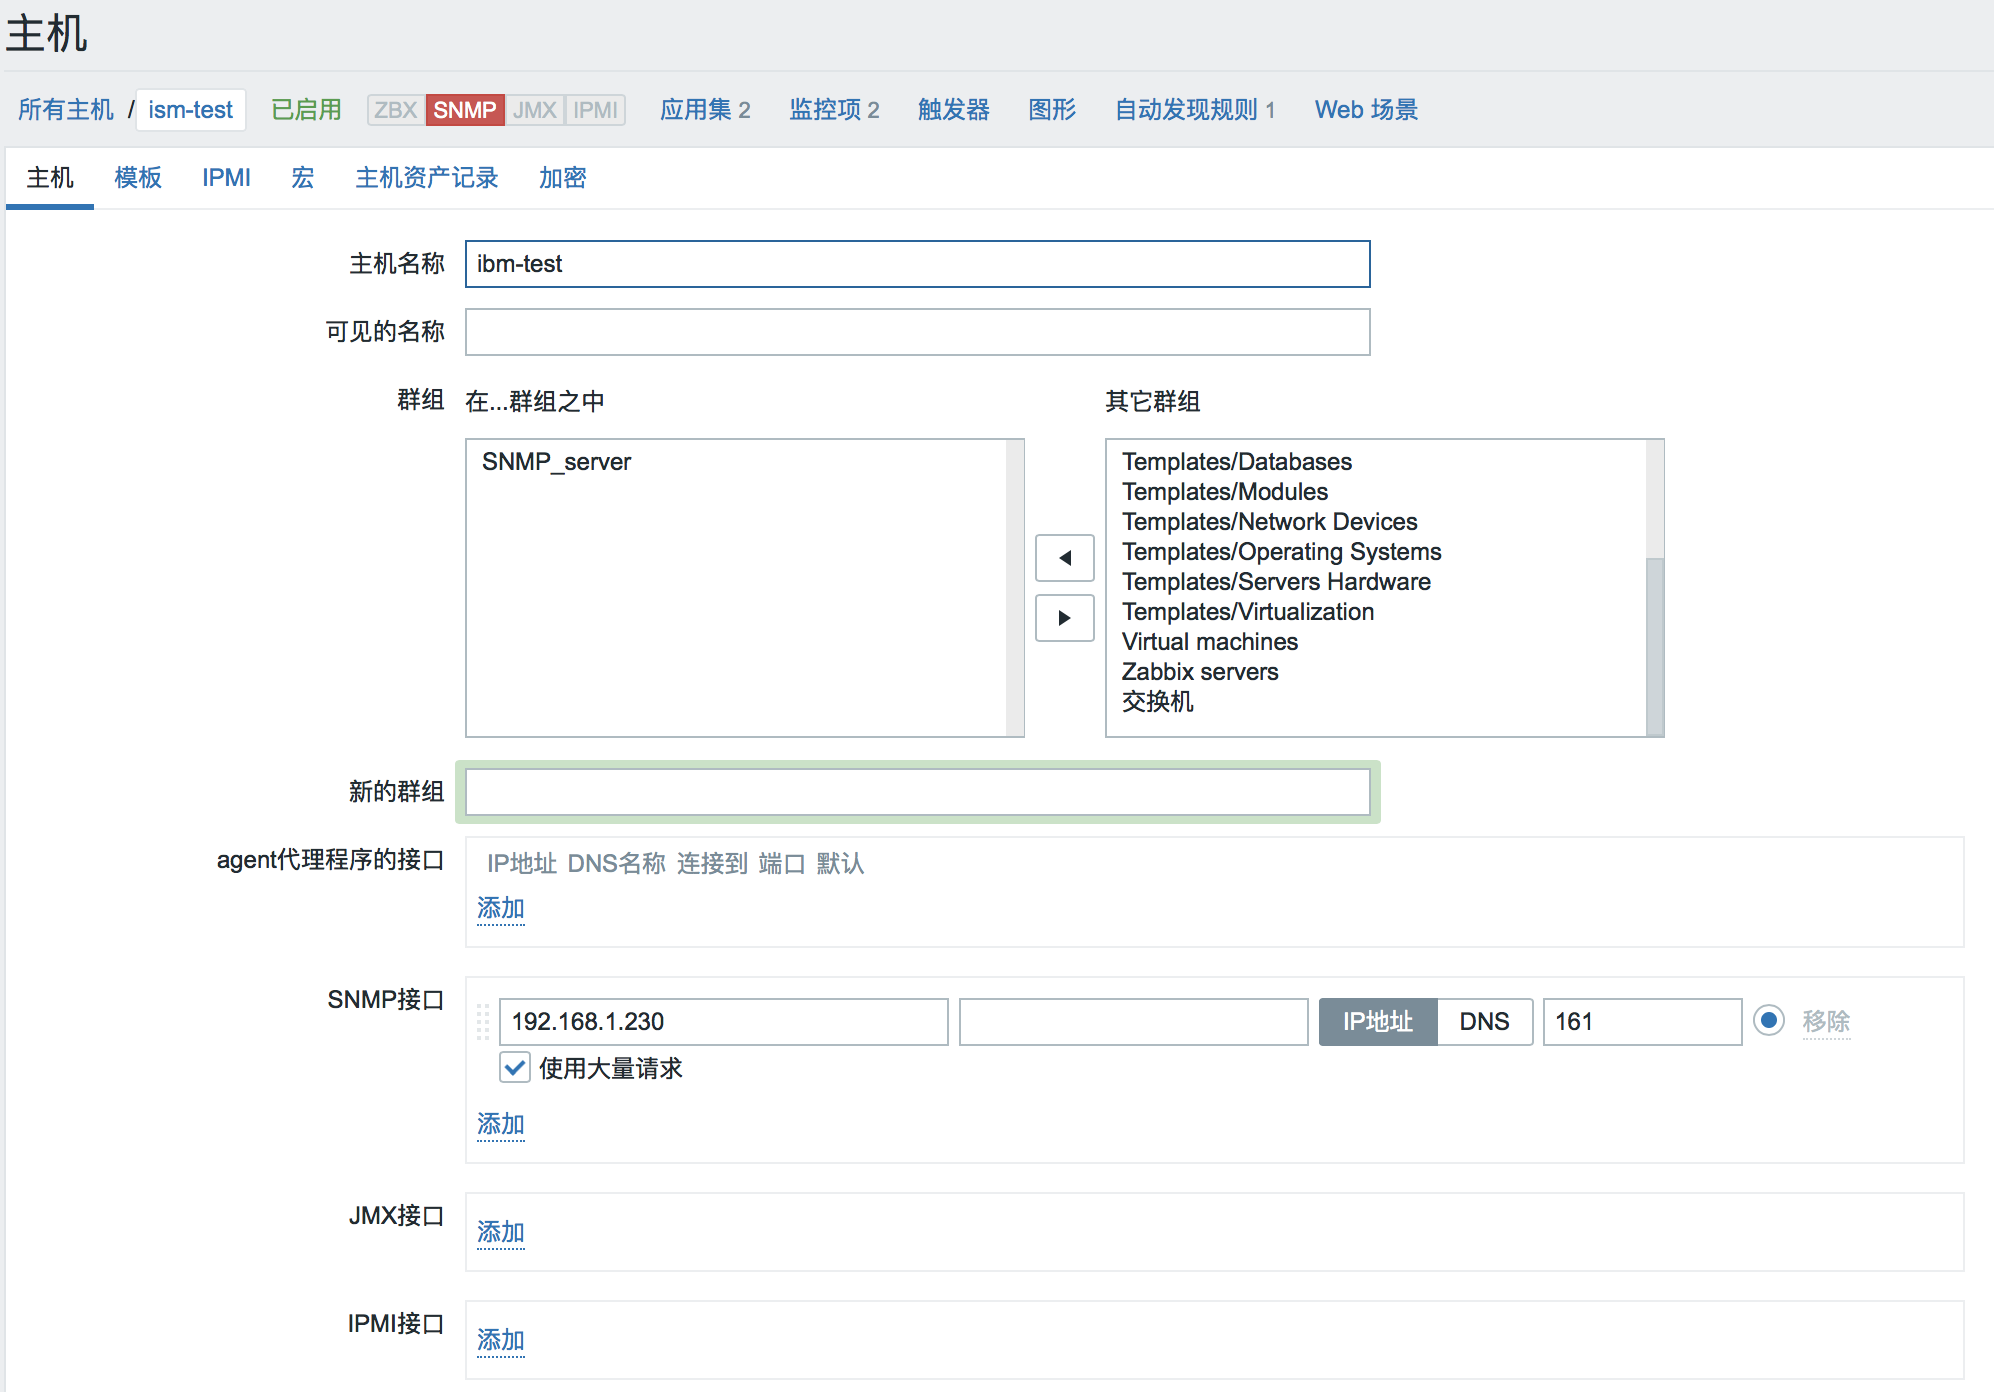 主机
所有主机 / ism-test 已启用 ZBX SNMP JMX IPMI 应用集 2 监控项 2 触发器 图形 自动发现规则 1 Web 场景
主机 模板 IPMI 宏 主机资产记录 加密
主机名称 ibm-test
可见的名称
群组 在...群组之中 其它群组
SNMP_server
Templates/Databases
Templates/Modules
Templates/Network Devices
Templates/Operating Systems
Templates/Servers Hardware
Templates/Virtualization
Virtual machines
Zabbix servers
交换机
新的群组
agent代理程序的接口 IP地址 DNS名称 连接到 端口 默认
添加
SNMP接口 192.168.1.230 IP地址 DNS 161 移除
使用大量请求
添加
JMX接口 添加
IPMI接口 添加